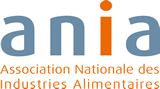 ania
Association Nationale des
Industries Alimentaires